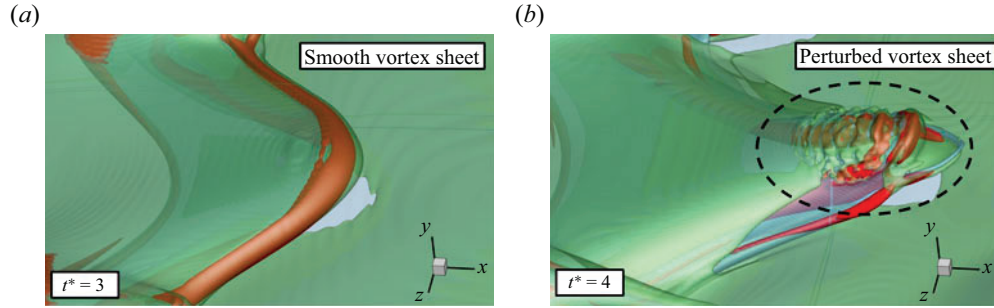 (a)
Smooth vortex sheet
y
x
z
t* = 3
(b)
Perturbed vortex sheet
y
x
z
t* = 4